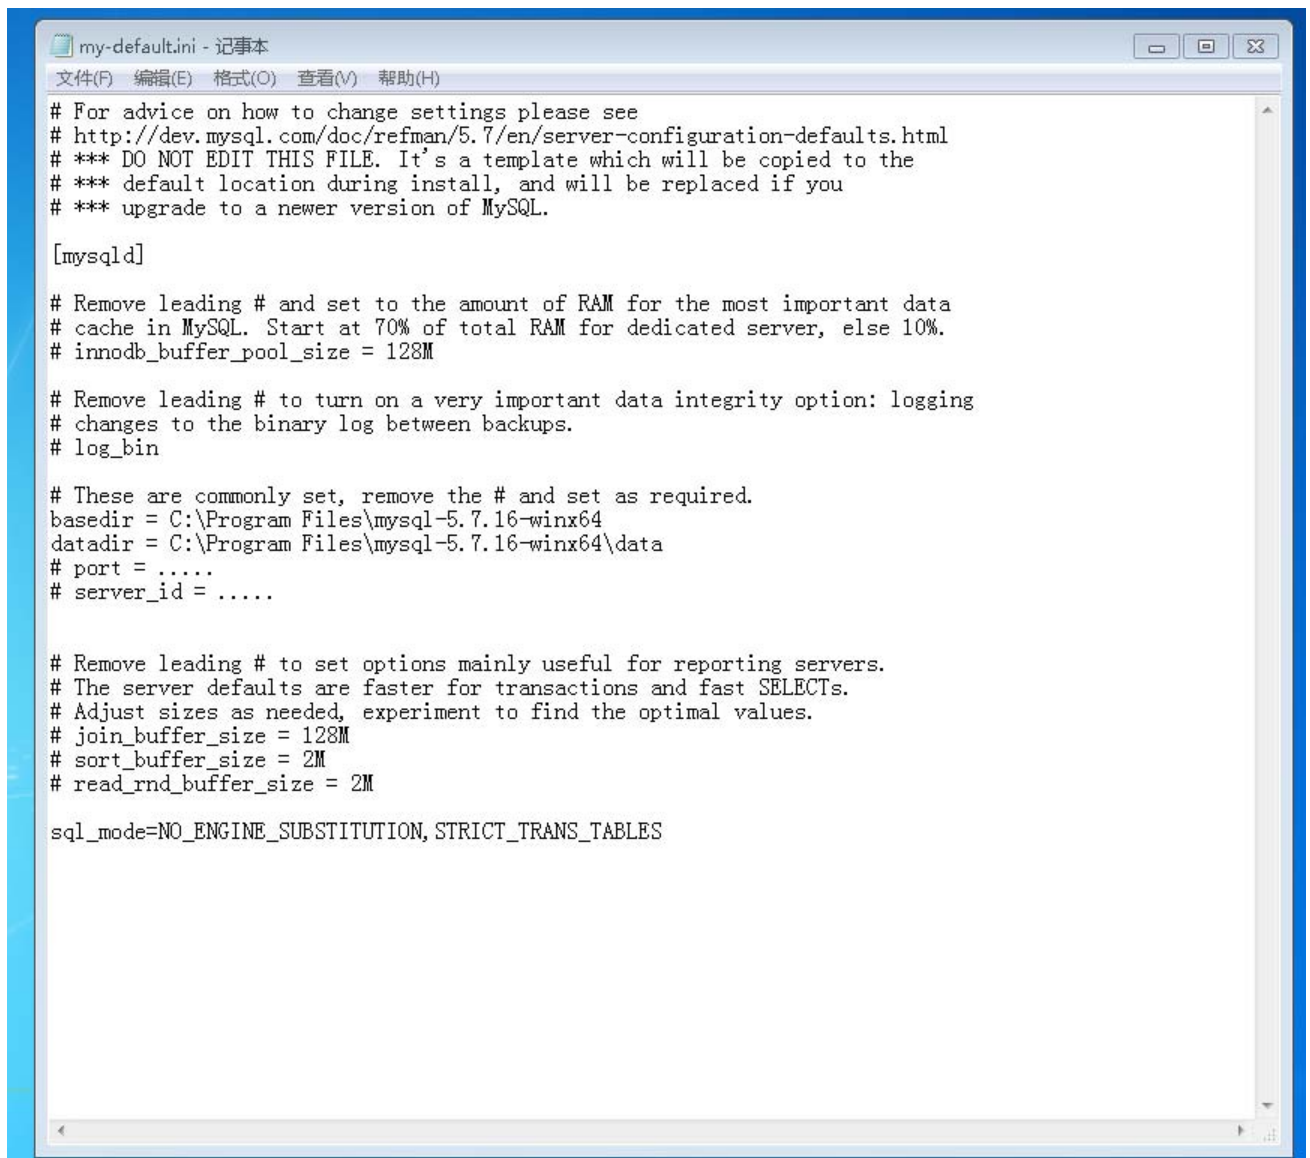 my-default.ini - 记事本
文件(F) 编辑(E) 格式(O) 查看(V) 帮助(H)
# For advice on how to change settings please see
# http://dev.mysql.com/doc/refman/5.7/en/server-configuration-defaults.html
# *** DO NOT EDIT THIS FILE. It's a template which will be copied to the
# *** default location during install, and will be replaced if you
# *** upgrade to a newer version of MySQL.
[mysqld]
# Remove leading # and set to the amount of RAM for the most important data
# cache in MySQL. Start at 70% of total RAM for dedicated server, else 10%.
# innodb_buffer_pool_size = 128M
# Remove leading # to turn on a very important data integrity option: logging
# changes to the binary log between backups.
# log_bin
# These are commonly set, remove the # and set as required.
basedir = C:\Program Files\mysql-5.7.16-winx64
datadir = C:\Program Files\mysql-5.7.16-winx64\data
# port = .....
# server_id = .....
# Remove leading # to set options mainly useful for reporting servers.
# The server defaults are faster for transactions and fast SELECTs.
# Adjust sizes as needed, experiment to find the optimal values.
# join_buffer_size = 128M
# sort_buffer_size = 2M
# read_rnd_buffer_size = 2M
sql_mode=NO_ENGINE_SUBSTITUTION,STRICT_TRANS_TABLES